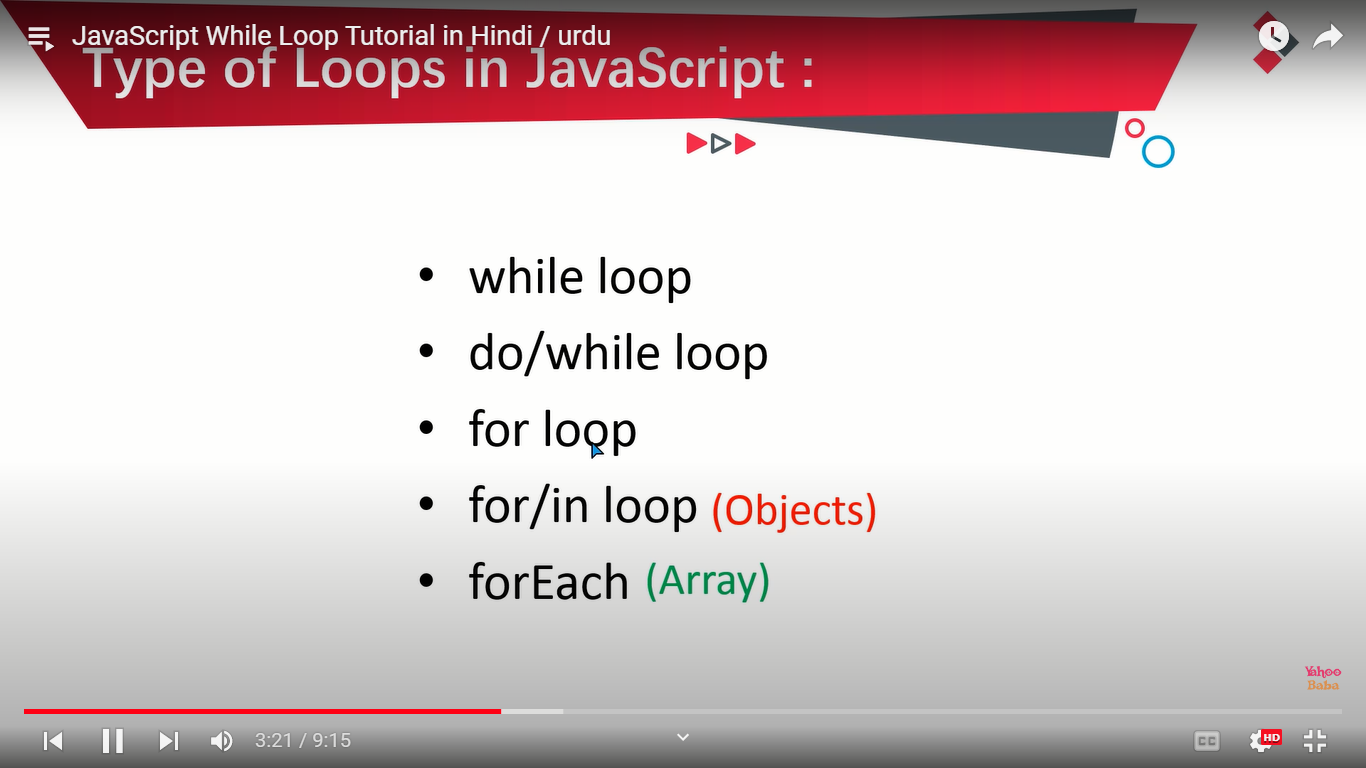 JavaScript While Loop Tutorial in Hindi / urdu
Type of Loops in JavaScript :
• while loop
• do/while loop
• for loop
• for/in loop (Objects)
• forEach (Array)
Yahoo
Baba
3:21 / 9:15
CC
HD